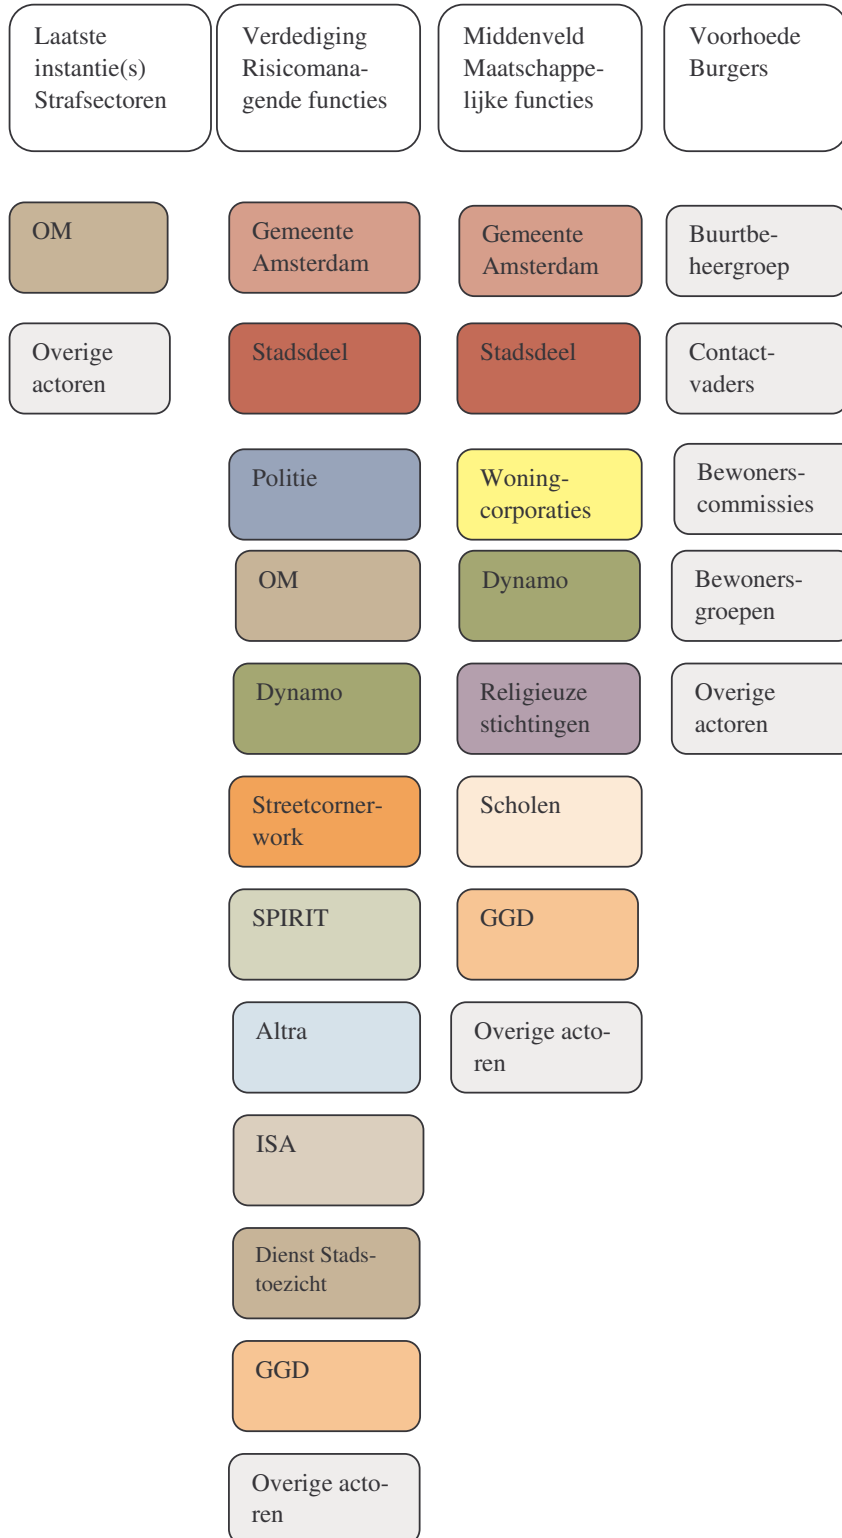 Laatste
instantie(s)
Strafsectoren
Verdediging
Risicomana-
gende functies
Middenveld
Maatschappe-
lijke functies
Voorhoede
Burgers
OM
Gemeente
Amsterdam
Gemeente
Amsterdam
Buurtbe-
heergroep
Overige
actoren
Stadsdeel
Stadsdeel
Contact-
vaders
Politie
Woning-
corporaties
Bewoners-
commissies
OM
Dynamo
Bewoners-
groepen
Dynamo
Religieuze
stichtingen
Overige
actoren
Streetcorner-
work
Scholen
SPIRIT
GGD
Altra
Overige acto-
ren
ISA
Dienst Stads-
toezicht
GGD
Overige acto-
ren